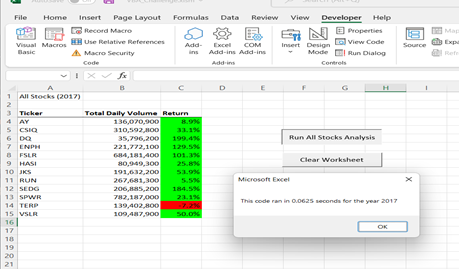 File Home Insert Page Layout Formulas Data Review View Developer Help
Visual Basic
Macros
Record Macro
Use Relative References
Macro Security
Code
Add-ins
Excel Add-ins
COM Add-ins
Add-ins
Insert
Design Mode
Properties
View Code
Run Dialog
Controls
Source
Map
Expa
Refr
fx
A B C D E F G H I
1 All Stocks (2017)
2
3 Ticker Total Daily Volume Return
4 AY 136,070,900 8.9%
5 CSIQ 310,592,800 33.1%
6 DQ 35,796,200 199.4%
7 ENPH 221,772,100 129.5%
8 FSLR 684,181,400 101.3%
9 HASI 80,949,300 25.8%
10 JKS 191,632,200 53.9%
11 RUN 267,681,300 5.5%
12 SEDG 206,885,200 184.5%
13 SPWR 782,187,000 23.1%
14 TERP 139,402,800 -7.2%
15 VSLR 109,487,900 50.0%
16
17
18
19
20
21
Run All Stocks Analysis
Clear Worksheet
Microsoft Excel
This code ran in 0.0625 seconds for the year 2017
OK